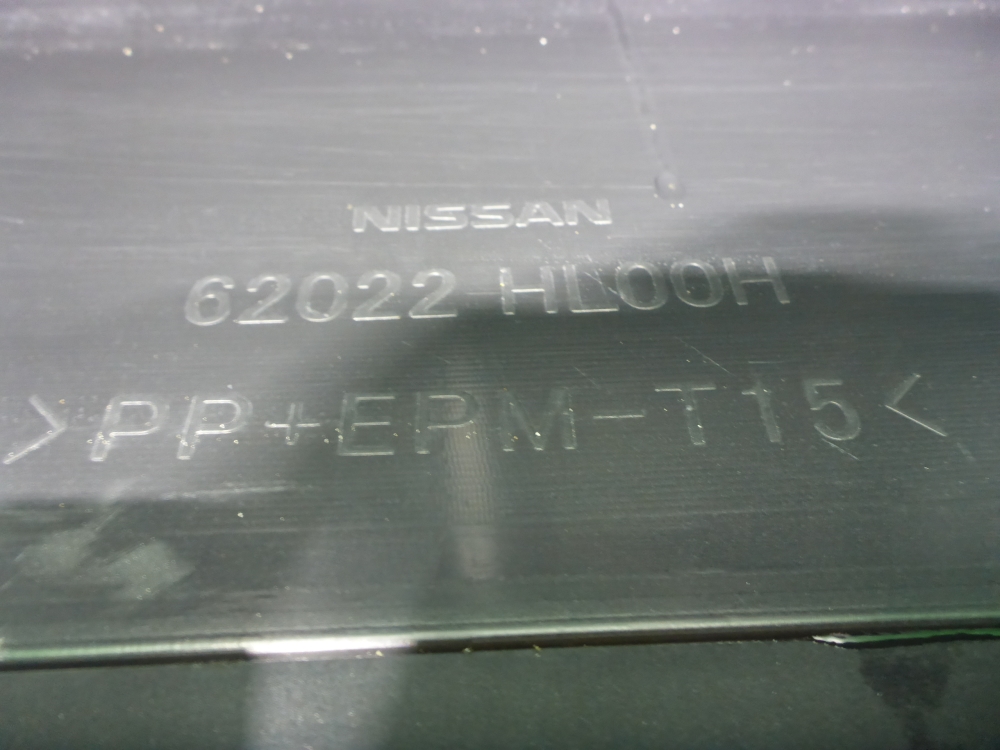 NISSAN
62022-HL00H
>PP+EPM-T15<